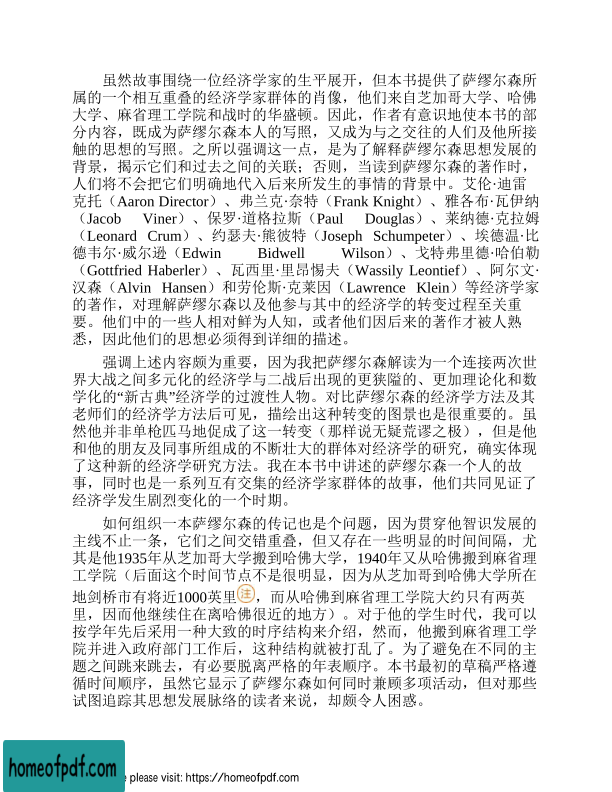 虽然故事围绕一位经济学家的生平展开，但本书提供了萨缪尔森所
属的一个相互重叠的经济学家群体的肖像，他们来自芝加哥大学、哈佛
大学、麻省理工学院和战时的华盛顿。因此，作者有意识地使本书的部
分内容，既成为萨缪尔森本人的写照，又成为与之交往的人们及他所接
触的思想的写照。之所以强调这一点，是为了解释萨缪尔森思想发展的
背景，揭示它们和过去之间的关联；否则，当读到萨缪尔森的著作时，
人们将不会把它们明确地代入后来所发生的事情的背景中。艾伦·迪雷
克托（Aaron Director）、弗兰克·奈特（Frank Knight）、雅各布·瓦伊纳
（Jacob Viner）、保罗·道格拉斯（Paul Douglas）、莱纳德·克拉姆
（Leonard Crum）、约瑟夫·熊彼特（Joseph Schumpeter）、埃德温·比
德韦尔·威尔逊（Edwin Bidwell Wilson）、戈特弗里德·哈伯勒
（Gottfried Haberler）、瓦西里·里昂惕夫（Wassily Leontief）、阿尔文·
汉森（Alvin Hansen）和劳伦斯·克莱因（Lawrence Klein）等经济学家
的著作，对理解萨缪尔森以及他参与其中的经济学的转变过程至关重
要。他们中的一些人相对鲜为人知，或者他们因后来的著作才被人熟
悉，因此他们的思想必须得到详细的描述。
强调上述内容颇为重要，因为我把萨缪尔森解读为一个连接两次世
界大战之间多元化的经济学与二战后出现的更狭隘的、更加理论化和数
学化的“新古典”经济学的过渡性人物。对比萨缪尔森的经济学方法及其
老师们的经济学方法后可见，描绘出这种转变的图景也是很重要的。虽
然他并非单枪匹马地促成了这一转变（那样说无疑荒谬之极），但是他
和他的朋友及同事所组成的不断壮大的群体对经济学的研究，确实体现
了这种新的经济学研究方法。我在本书中讲述的萨缪尔森一个人的故
事，同时也是一系列互有交集的经济学家群体的故事，他们共同见证了
经济学发生剧烈变化的一个时期。
如何组织一本萨缪尔森的传记也是个问题，因为贯穿他智识发展的
主线不止一条，它们之间交错重叠，但又存在一些明显的时间间隔，尤
其是他1935年从芝加哥大学搬到哈佛大学，1940年又从哈佛搬到麻省理
工学院（后面这个时间节点不是很明显，因为从芝加哥到哈佛大学所在
地剑桥市有将近1000英里注，而从哈佛到麻省理工学院大约只有两英
里，因而他继续住在离哈佛很近的地方）。对于他的学生时代，我可以
按学年先后采用一种大致的时序结构来介绍，然而，他搬到麻省理工学
院并进入政府部门工作后，这种结构就被打乱了。为了避免在不同的主
题之间跳来跳去，有必要脱离严格的年表顺序。本书最初的草稿严格遵
循时间顺序，虽然它显示了萨缪尔森如何同时兼顾多项活动，但对那些
试图追踪其思想发展脉络的读者来说，却颇令人困惑。
homeofpdf.com
e please visit: https://homeofpdf.com